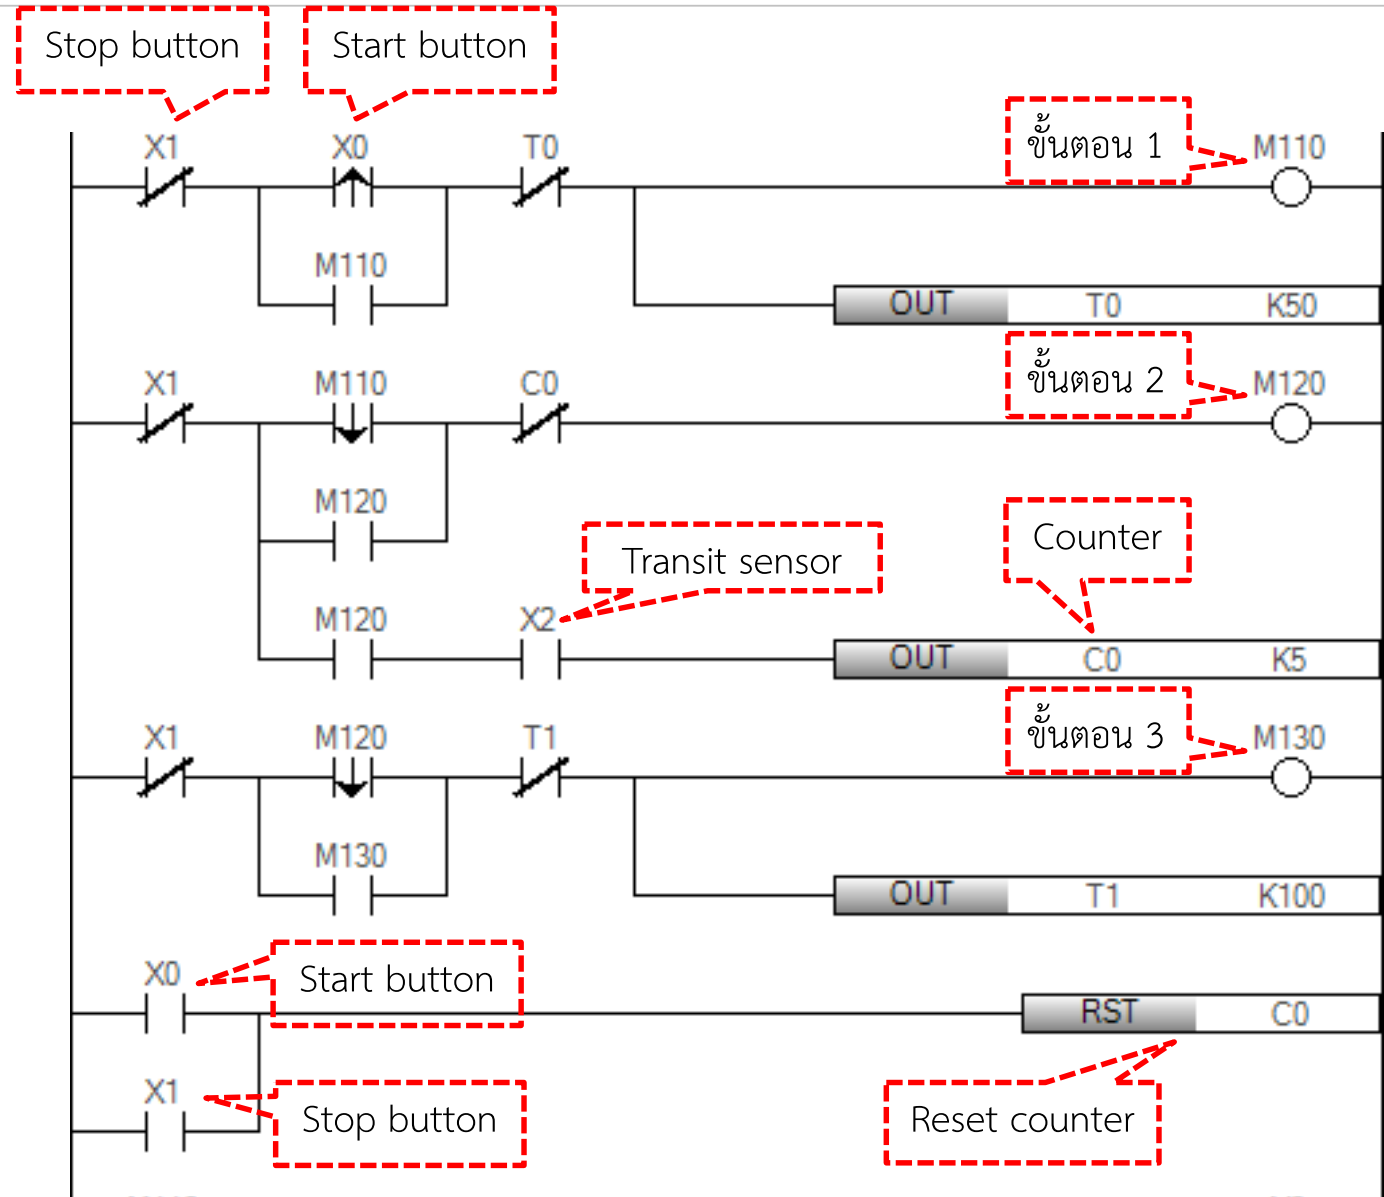 Stop button
Start button
X1
X0
T0
ขั้นตอน 1
M110
M110
OUT T0 K50
X1
M110
C0
ขั้นตอน 2
M120
M120
Transit sensor
Counter
M120
X2
OUT C0 K5
X1
M120
T1
ขั้นตอน 3
M130
M130
OUT T1 K100
X0
Start button
RST C0
X1
Stop button
Reset counter